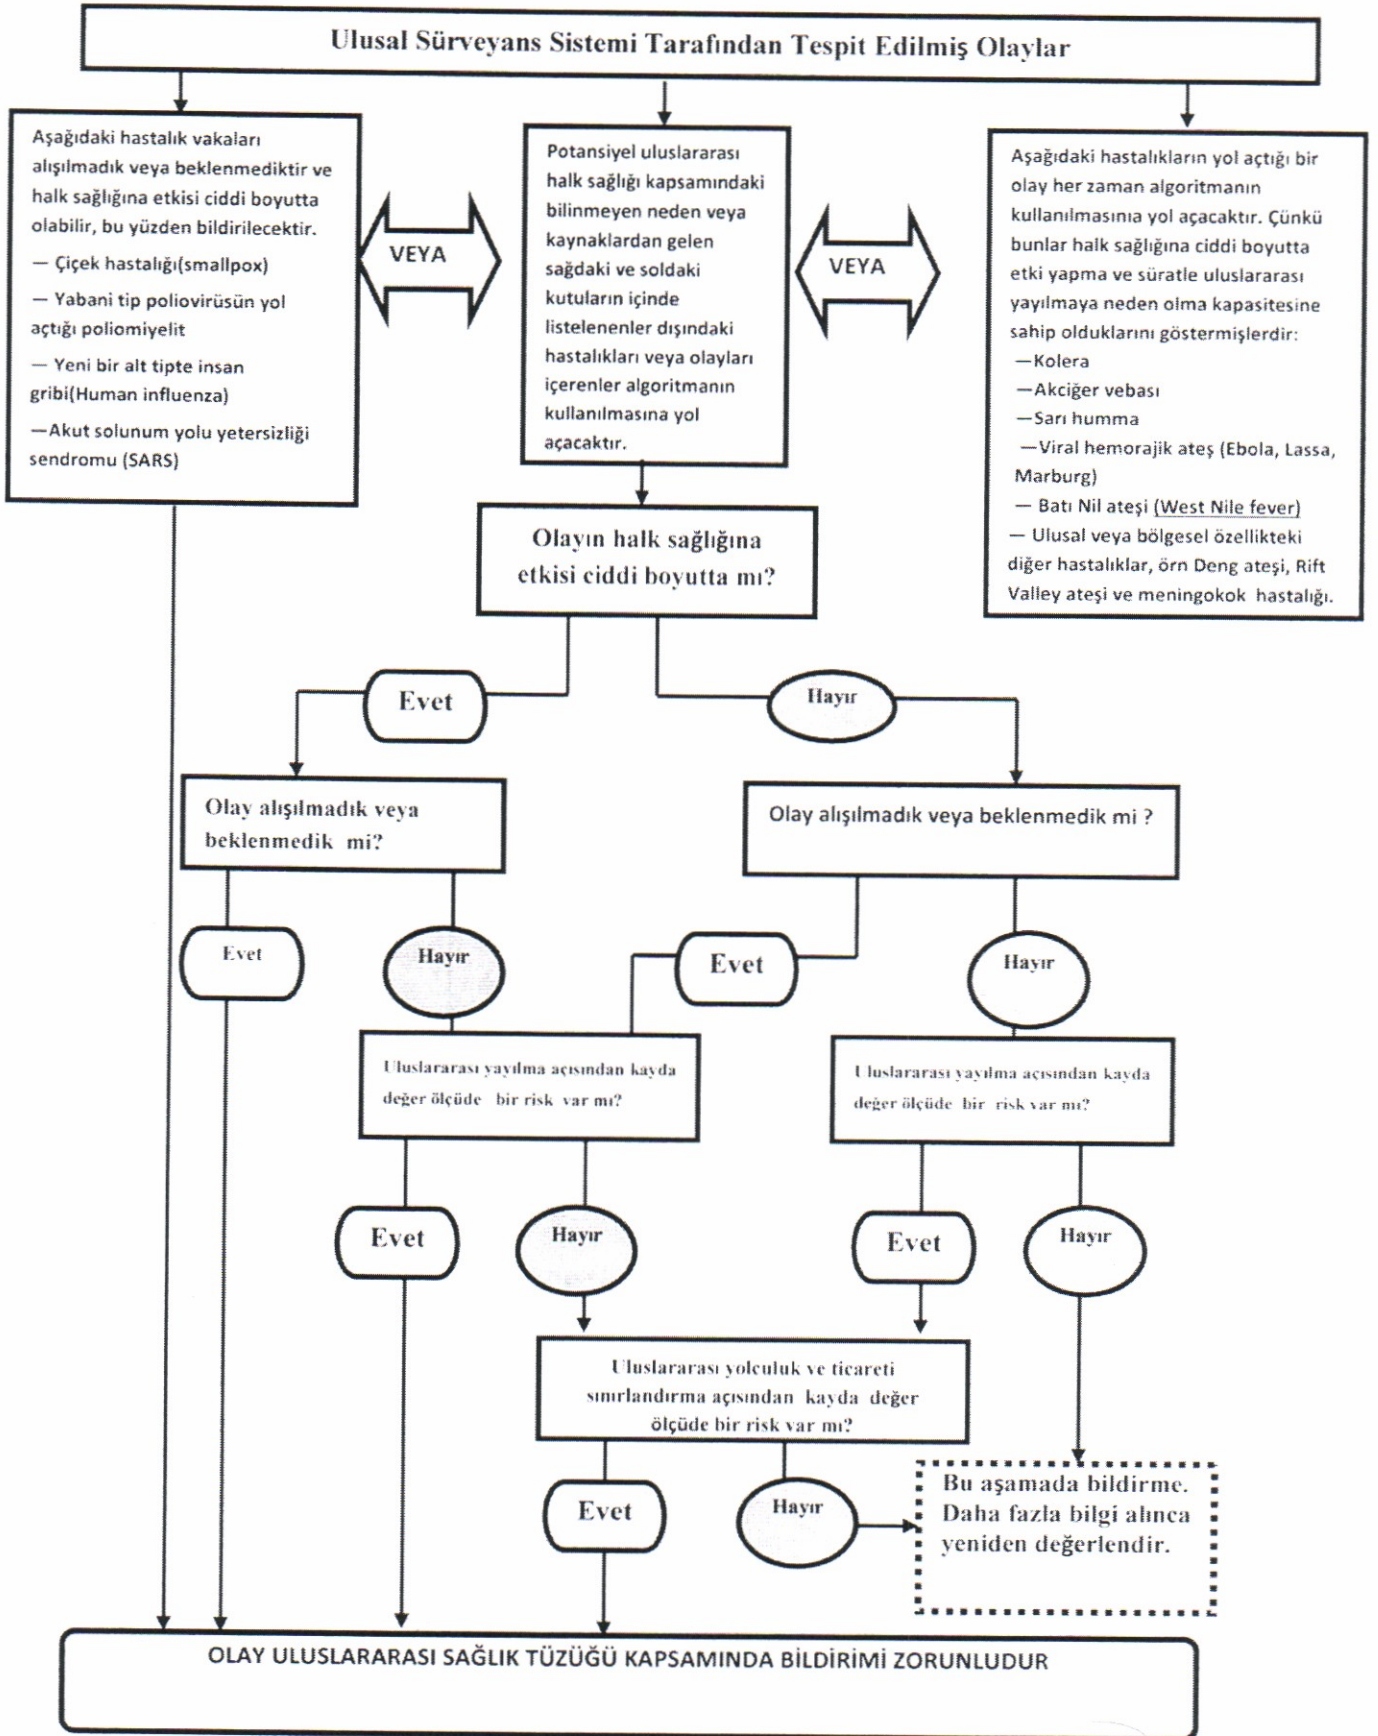 Ulusal Sürveyans Sistemi Tarafından Tespit Edilmiş Olaylar
Aşağıdaki hastalık vakaları
alışılmadık veya beklenmediktir ve
halk sağlığına etkisi ciddi boyutta
olabilir, bu yüzden bildirilecektir.
— Çiçek hastalığı(smallpox)
— Yabani tip poliovirüsün yol
açtığı poliomiyelit
— Yeni bir alt tipte insan
gribi(Human influenza)
—Akut solunum yolu yetersizliği
sendromu (SARS)
VEYA
Potansiyel uluslararası
halk sağlığı kapsamındaki
bilinmeyen neden veya
kaynaklardan gelen
sağdaki ve soldaki
kutuların içinde
listelenenler dışındaki
hastalıkları veya olayları
içerenler algoritmanın
kullanılmasına yol
açacaktır.
VEYA
Aşağıdaki hastalıkların yol açtığı bir
olay her zaman algoritmanın
kullanılmasınıa yol açacaktır. Çünkü
bunlar halk sağlığına ciddi boyutta
etki yapma ve süratle uluslararası
yayılmaya neden olma kapasitesine
sahip olduklarını göstermişlerdir:
—Kolera
—Akciğer vebası
—Sarı humma
—Viral hemorajik ateş (Ebola, Lassa,
Marburg)
— Batı Nil ateşi (West Nile fever)
— Ulusal veya bölgesel özellikteki
diğer hastalıklar, örn Deng ateşi, Rift
Valley ateşi ve meningokok hastalığı.
Olayın halk sağlığına
etkisi ciddi boyutta mı?
Evet
Hayır
Olay alışılmadık veya
beklenmedik mi?
Olay alışılmadık veya beklenmedik mi ?
Evet
Hayır
Evet
Hayır
Uluslararası yayılma açısından kayda
değer ölçüde bir risk var mı?
Uluslararası yayılma açısından kayda
değer ölçüde bir risk var mı?
Evet
Hayır
Evet
Hayır
Uluslararası yolculuk ve ticareti
sınırlandırma açısından kayda değer
ölçüde bir risk var mı?
Evet
Hayır
Bu aşamada bildirme.
Daha fazla bilgi alınca
yeniden değerlendir.
OLAY ULUSLARARASI SAĞLIK TÜZÜĞÜ KAPSAMINDA BİLDİRİMİ ZORUNLUDUR